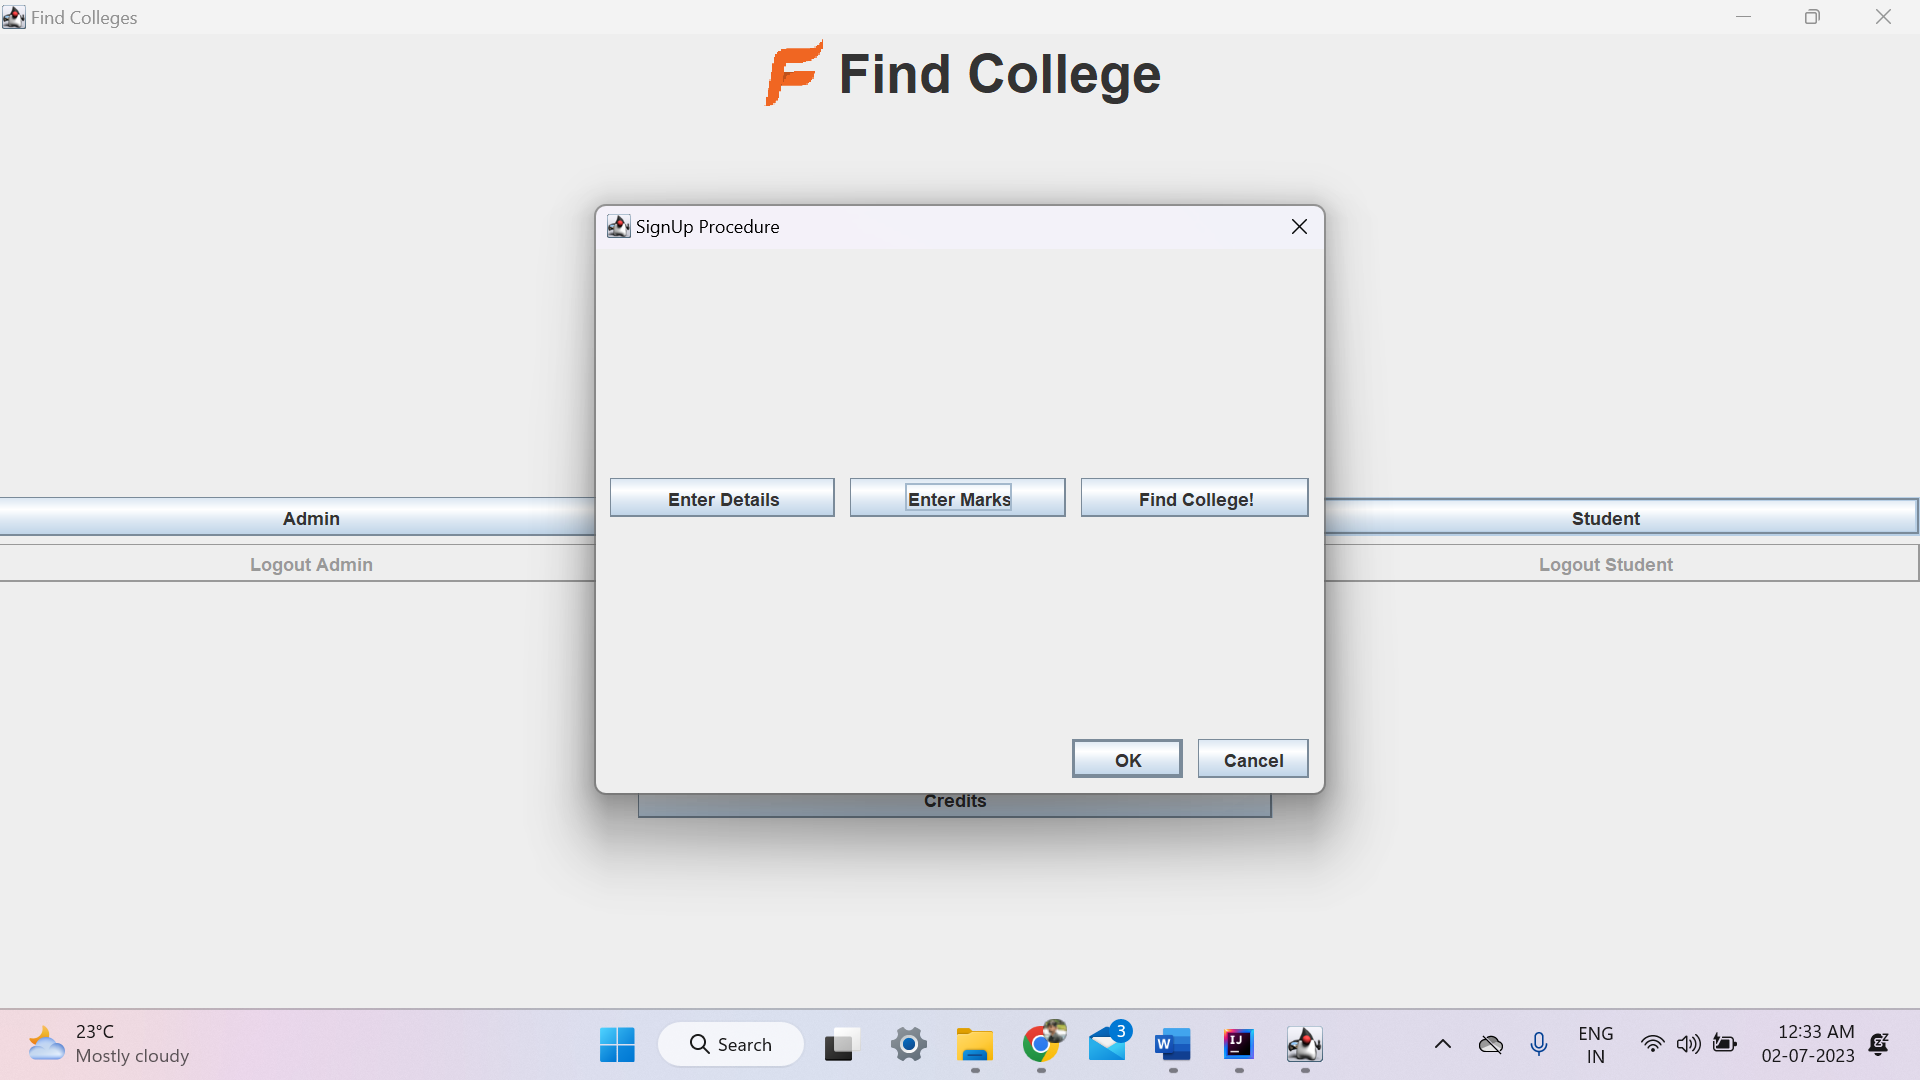 Find Colleges
Find College
SignUp Procedure
Enter Details
Enter Marks
Find College!
Admin
Student
Logout Admin
Logout Student
OK
Cancel
Credits
23°C
Mostly cloudy
Search
3
W
IJ
ENG
IN
12:33 AM
02-07-2023